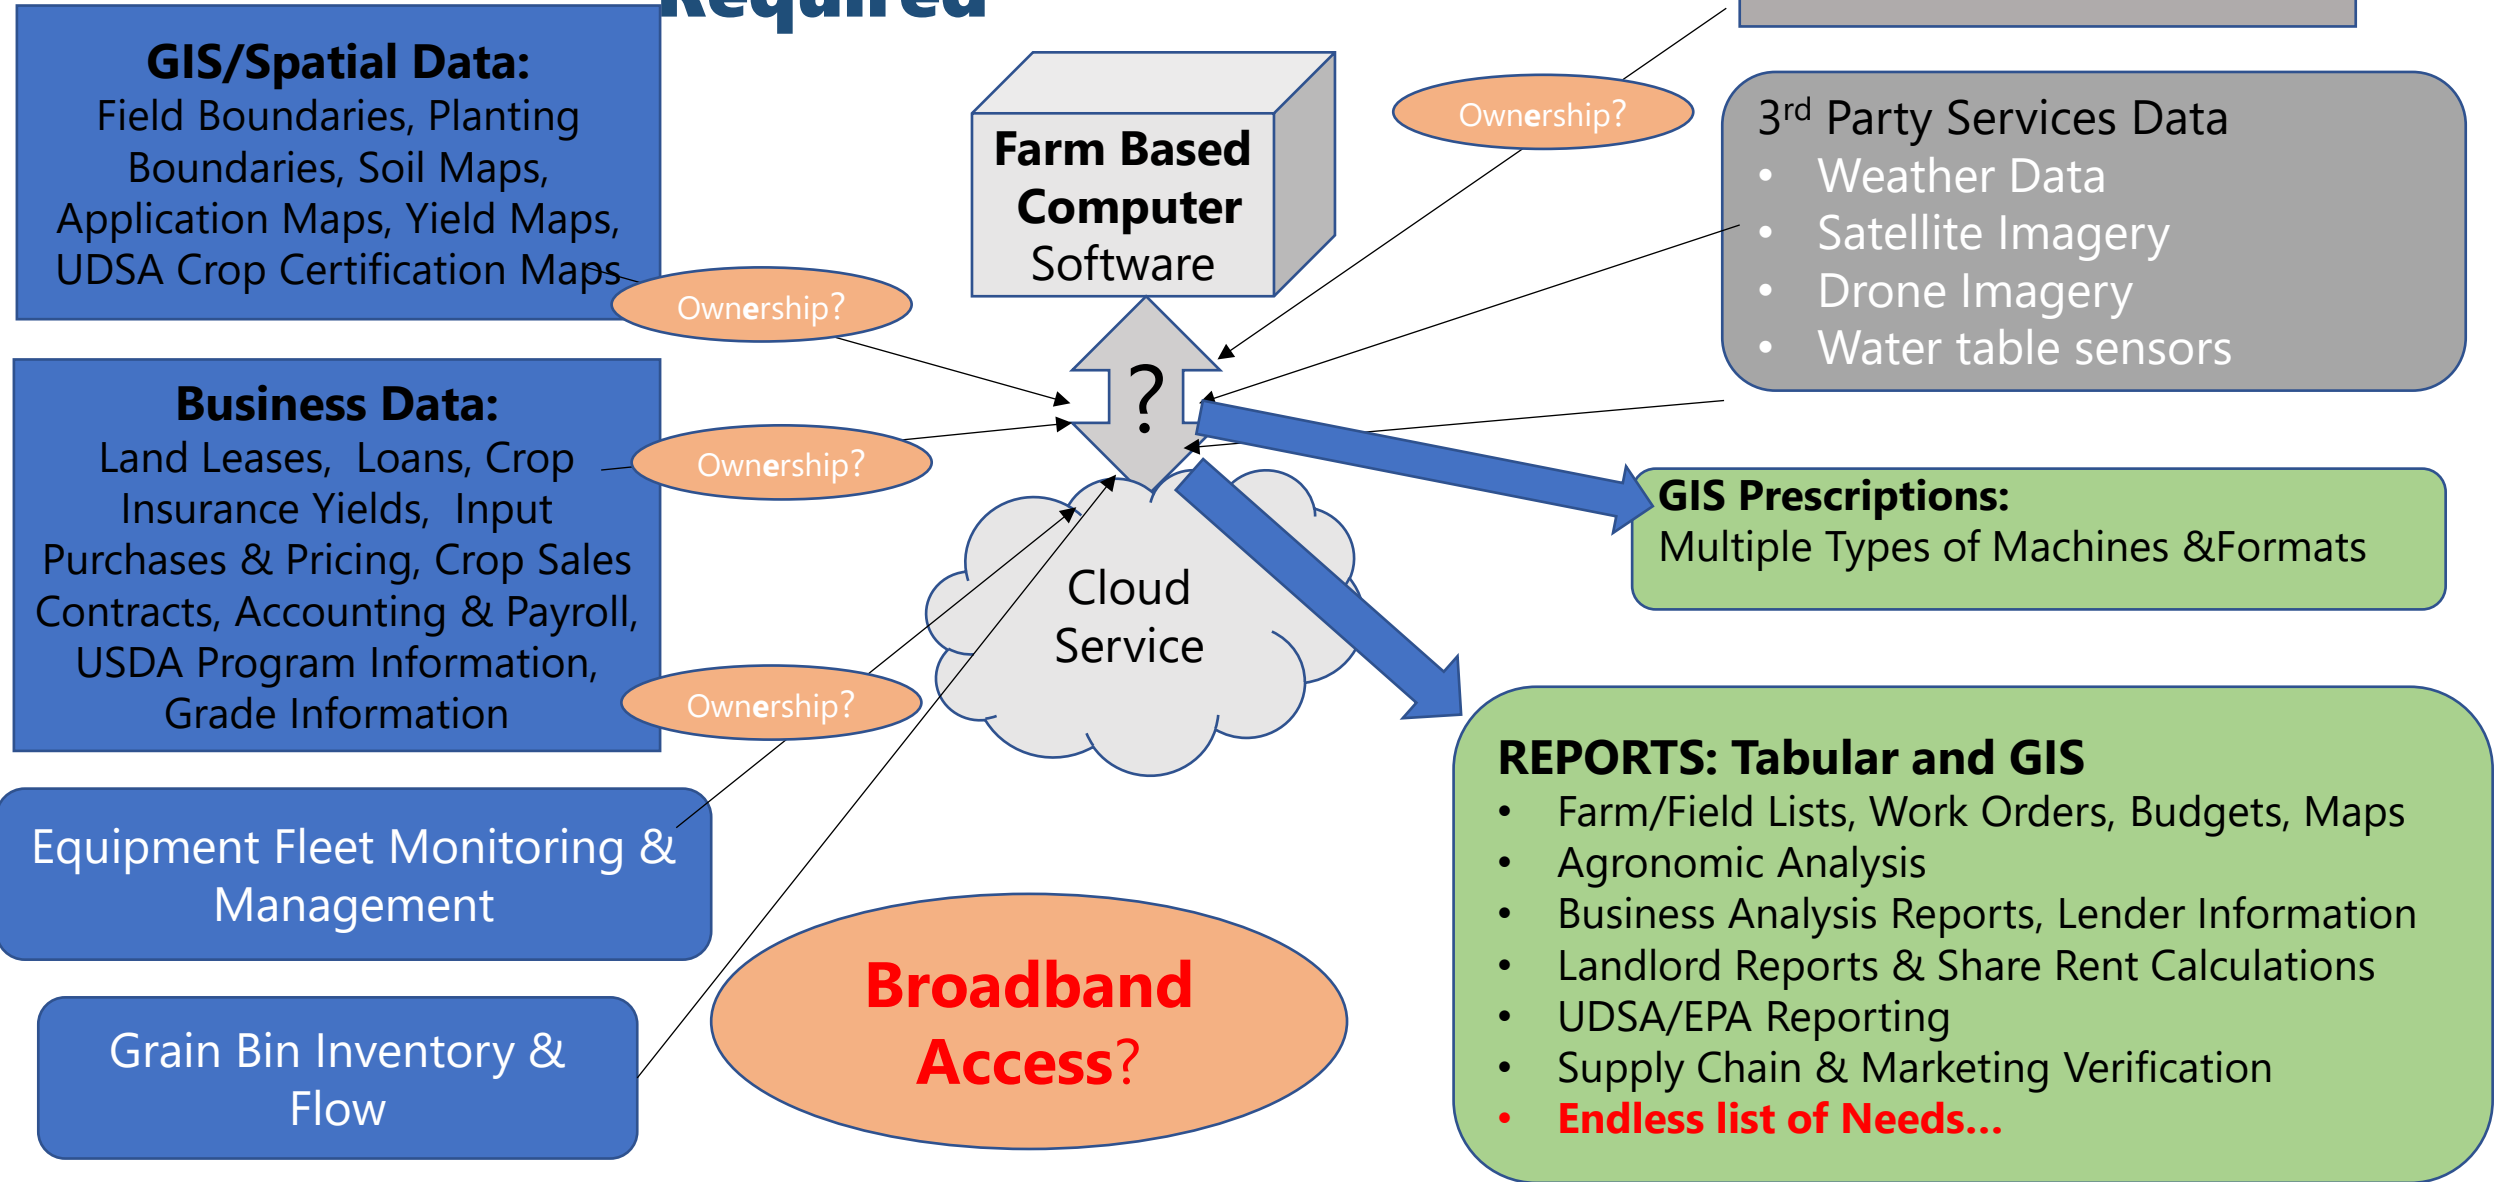 Required
GIS/Spatial Data:
Field Boundaries, Planting
Boundaries, Soil Maps,
Application Maps, Yield Maps,
UDSA Crop Certification Maps
Ownership?
Business Data:
Land Leases, Loans, Crop
Insurance Yields, Input
Purchases & Pricing, Crop Sales
Contracts, Accounting & Payroll,
USDA Program Information,
Grade Information
Ownership?
Ownership?
Equipment Fleet Monitoring &
Management
Grain Bin Inventory &
Flow
Farm Based
Computer
Software
?
Cloud
Service
Broadband
Access?
Ownership?
3rd Party Services Data
• Weather Data
• Satellite Imagery
• Drone Imagery
• Water table sensors
GIS Prescriptions:
Multiple Types of Machines &Formats
REPORTS: Tabular and GIS
• Farm/Field Lists, Work Orders, Budgets, Maps
• Agronomic Analysis
• Business Analysis Reports, Lender Information
• Landlord Reports & Share Rent Calculations
• UDSA/EPA Reporting
• Supply Chain & Marketing Verification
• Endless list of Needs...